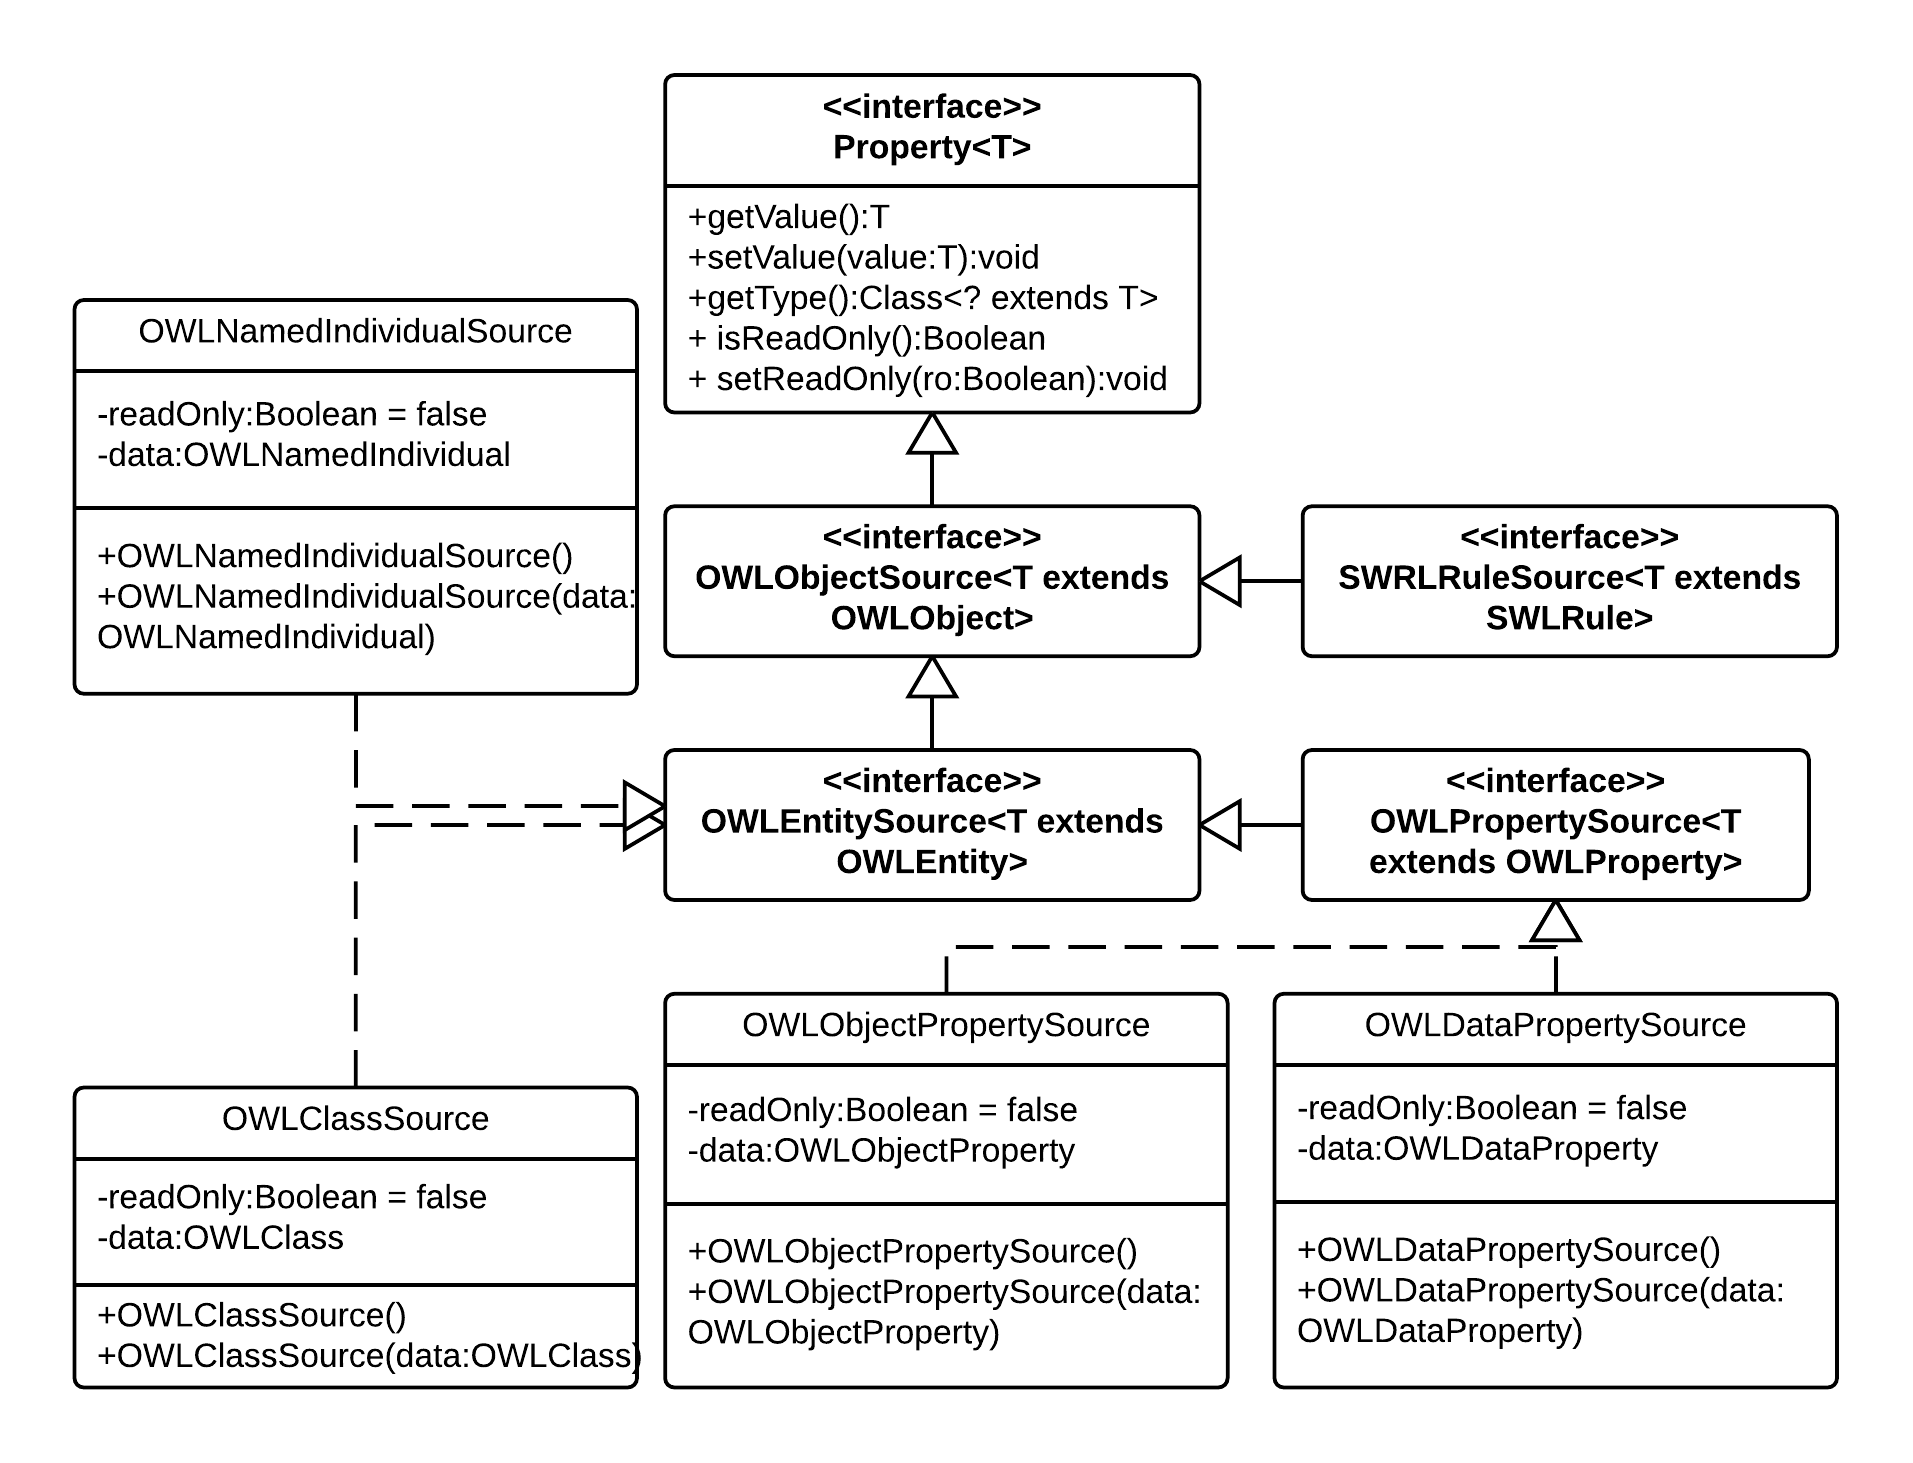 <<interface>>
Property<T>
+getValue():T
+setValue(value:T):void
+getType():Class<? extends T>
+ isReadOnly():Boolean
+ setReadOnly(ro:Boolean):void
OWLNamedIndividualSource
-readOnly:Boolean = false
-data:OWLNamedIndividual
+OWLNamedIndividualSource()
+OWLNamedIndividualSource(data:
OWLNamedIndividual)
<<interface>>
OWLObjectSource<T extends
OWLObject>
<<interface>>
SWRLRuleSource<T extends
SWLRule>
<<interface>>
OWLEntitySource<T extends
OWLEntity>
<<interface>>
OWLPropertySource<T
extends OWLProperty>
OWLClassSource
-readOnly:Boolean = false
-data:OWLClass
+OWLClassSource()
+OWLClassSource(data:OWLClass)
OWLObjectPropertySource
-readOnly:Boolean = false
-data:OWLObjectProperty
+OWLObjectPropertySource()
+OWLObjectPropertySource(data:
OWLObjectProperty)
OWLDataPropertySource
-readOnly:Boolean = false
-data:OWLDataProperty
+OWLDataPropertySource()
+OWLDataPropertySource(data:
OWLDataProperty)